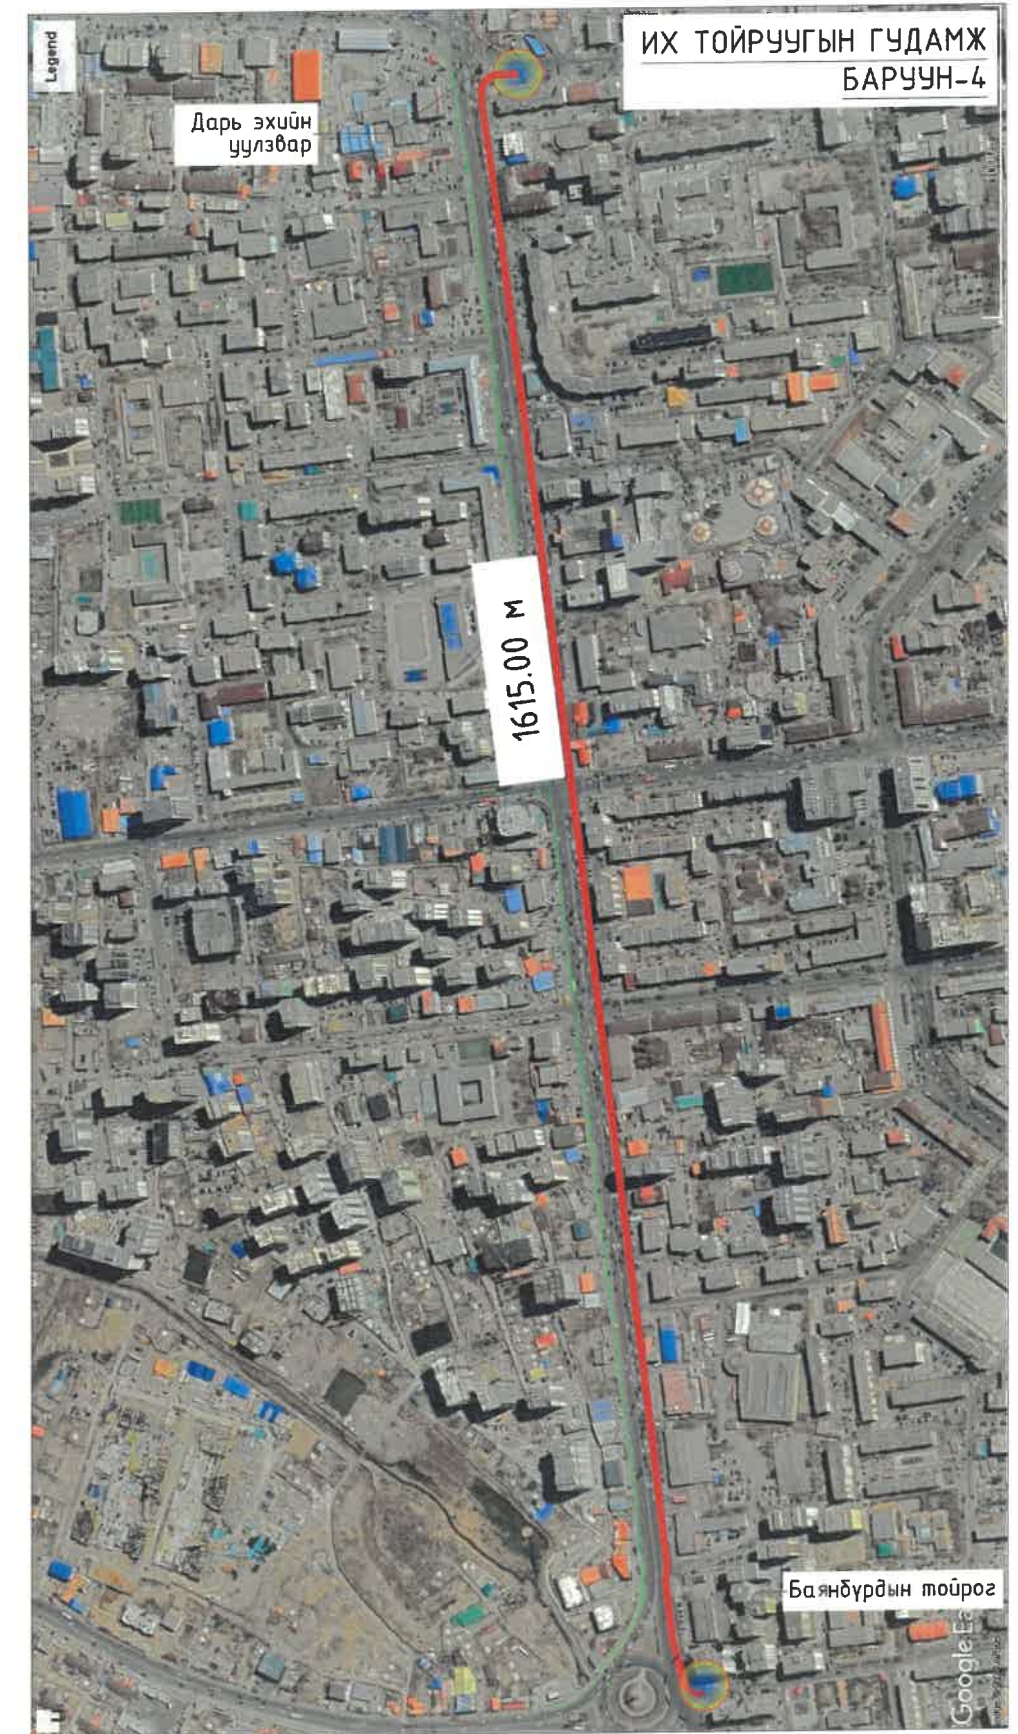 Legend
ИХ ТОЙРУУГЫН ГУДАМЖ
БАРУУН-4
Дарь эхийн
уулзвар
1615.00 м
Баянбүрдын тойрог
Google Ea